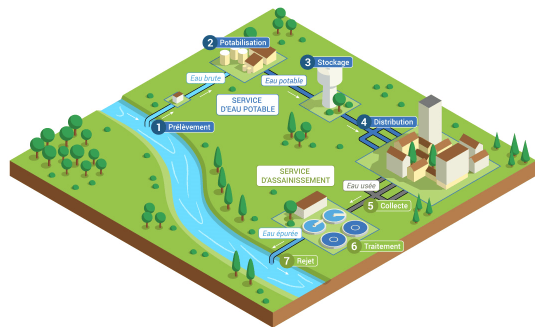 2 Potabilisation
3 Stockage
Eau brute
Eau potable
SERVICE
D'EAU POTABLE
1 Prélèvement
4 Distribution
SERVICE
D'ASSAINISSEMENT
Eau usée
5 Collecte
Eau épurée
6 Traitement
7 Rejet